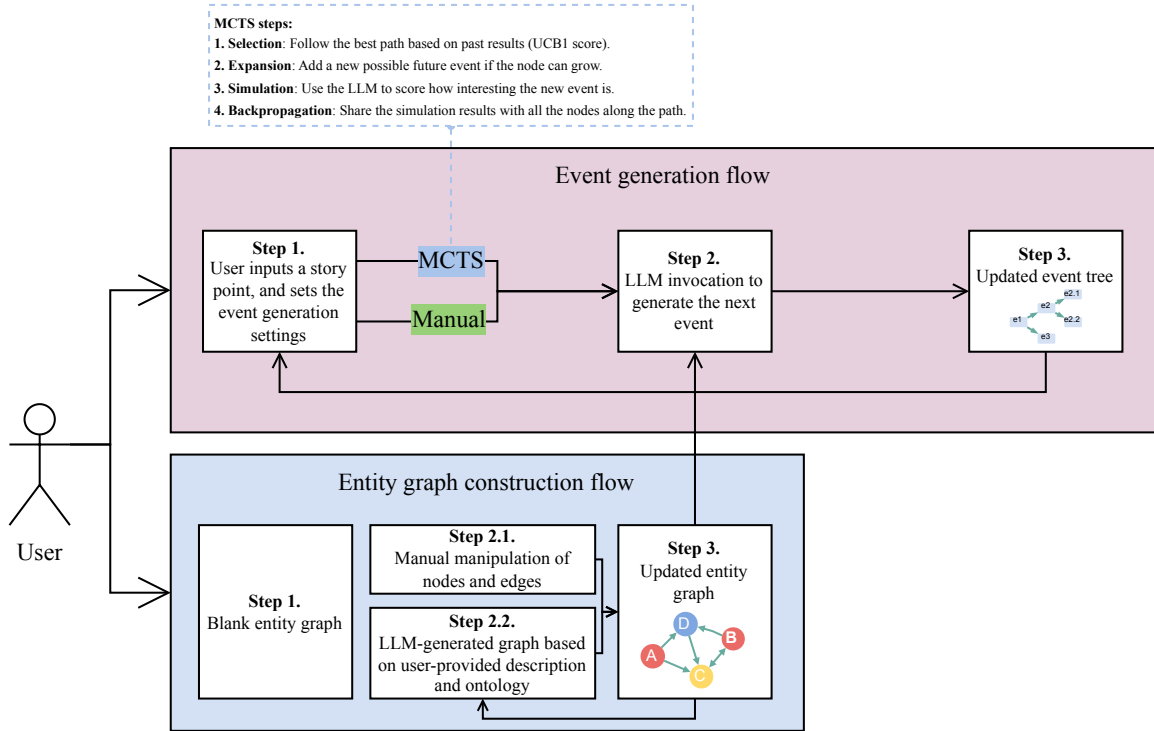 MCTS steps:
1. Selection: Follow the best path based on past results (UCB1 score).
2. Expansion: Add a new possible future event if the node can grow.
3. Simulation: Use the LLM to score how interesting the new event is.
4. Backpropagation: Share the simulation results with all the nodes along the path.
Event generation flow
Step 1.
User inputs a story
point, and sets the
event generation
settings
MCTS
Manual
Step 2.
LLM invocation to
generate the next
event
Step 3.
Updated event tree
e1
e2
e3
e2.1
e2.2
User
Entity graph construction flow
Step 1.
Blank entity graph
Step 2.1.
Manual manipulation of
nodes and edges
Step 2.2.
LLM-generated graph based
on user-provided description
and ontology
Step 3.
Updated entity
graph
D
B
A
C